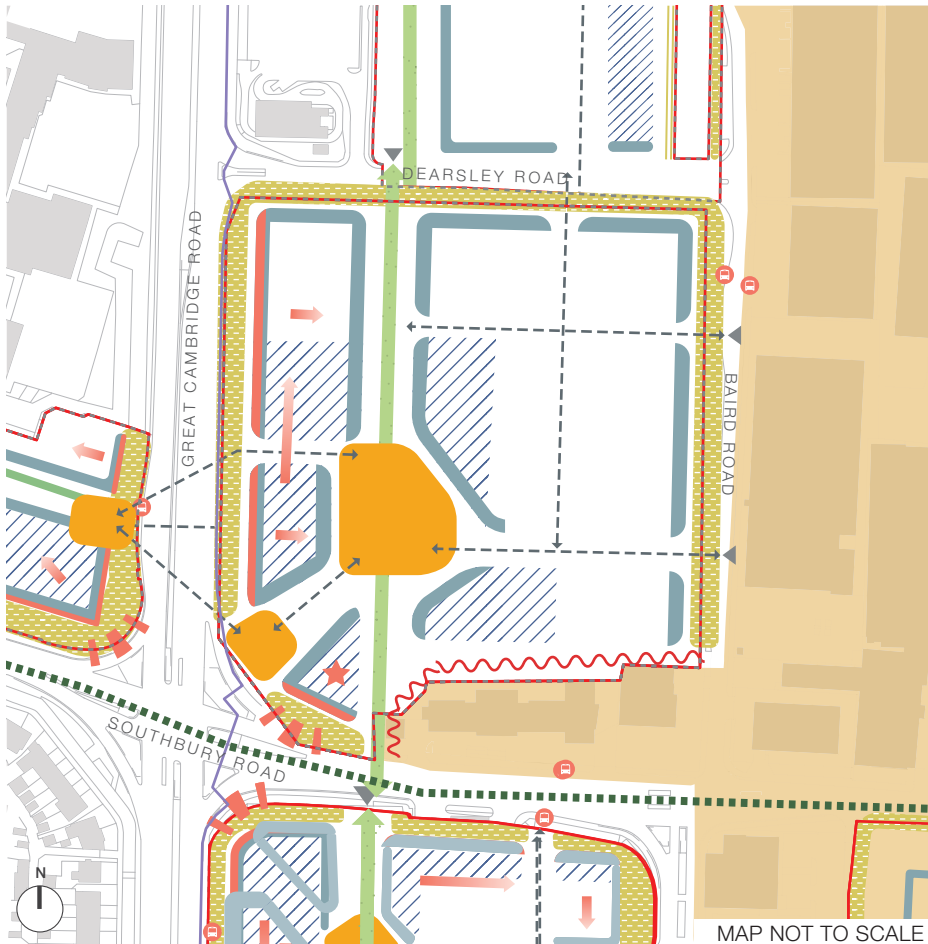 DEARSLEY ROAD
GREAT CAMBRIDGE ROAD
BAIRD ROAD
SOUTHBURY ROAD
N
MAP NOT TO SCALE